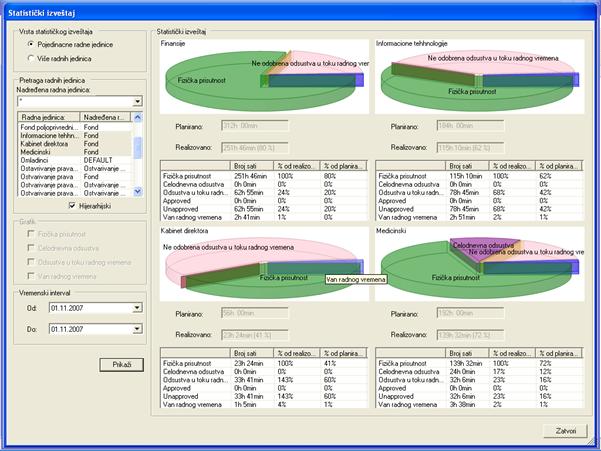 Statistički izveštaj
Vrsta statističkog izveštaja
Pojedinacne radne jedinice
Više radnih jedinica
Pretraga radnih jedinica
Nadređena radna jedinica:
*
Radna jedinica: Nadređena r...
Fond poljoprivredni... Fond
Informacione tehhn... Fond
Kabinet direktora Fond
Medicinski Fond
Omladinci DEFAULT
Ostavrivanje prava... Ostvarivanje ...
Ostvarivanje prava... Ostvarivanje ...
Ostvarivanje prava... Ostvarivanje ...
Hijerarhijski
Grafik
Fizička prisutnost
Celodnevna odsustva
Odsustva u toku radnog vremena
Van radnog vremena
Vremenski interval
Od: 01.11.2007
Do: 01.11.2007
Prikaži
Statistički izveštaj
Finansije
Ne odobrena odsustva u toku radnog vrer
Fizička prisutnost
Planirano: 312h 00min
Realizovano: 251h 46min (80 %)
Broj sati % od realizo... % od planira...
Fizička prisutnost 251h 46min 100% 80%
Celodnevna odsustva 0h 0min 0% 0%
Odsustva u toku radn... 62h 55min 24% 20%
Approved 0h 0min 0% 0%
Unapproved 62h 55min 24% 20%
Van radnog vremena 2h 41min 1% 0%
Informacione tehhnologije
Ne odobrena odsustva u toku radnog vremena
Fizička prisutnost
Planirano: 184h 00min
Realizovano: 115h 10min (62 %)
Broj sati % od realizo... % od planira...
Fizička prisutnost 115h 10min 100% 62%
Celodnevna odsustva 0h 0min 0% 0%
Odsustva u toku radn... 78h 45min 68% 42%
Approved 0h 0min 0% 0%
Unapproved 78h 45min 68% 42%
Van radnog vremena 2h 51min 2% 1%
Kabinet direktora
Ne odobrena odsustva u toku radnog vremena
Fizička prisutnost
Van radnog vremena
Planirano: 56h 00min
Realizovano: 23h 24min (41 %)
Broj sati % od realizo... % od planira...
Fizička prisutnost 23h 24min 100% 41%
Celodnevna odsustva 0h 0min 0% 0%
Odsustva u toku radn... 33h 41min 143% 60%
Approved 0h 0min 0% 0%
Unapproved 33h 41min 143% 60%
Van radnog vremena 1h 5min 4% 1%
Medicinski
Celodnevna odsustva
Ne odobrena odsustva u toku radnog vre
Fizička prisutnost
Planirano: 192h 00min
Realizovano: 139h 32min (72 %)
Broj sati % od realizo... % od planira...
Fizička prisutnost 139h 32min 100% 72%
Celodnevna odsustva 24h 0min 17% 12%
Odsustva u toku radn... 32h 6min 23% 16%
Approved 0h 0min 0% 0%
Unapproved 32h 6min 23% 16%
Van radnog vremena 3h 38min 2% 1%
Zatvori